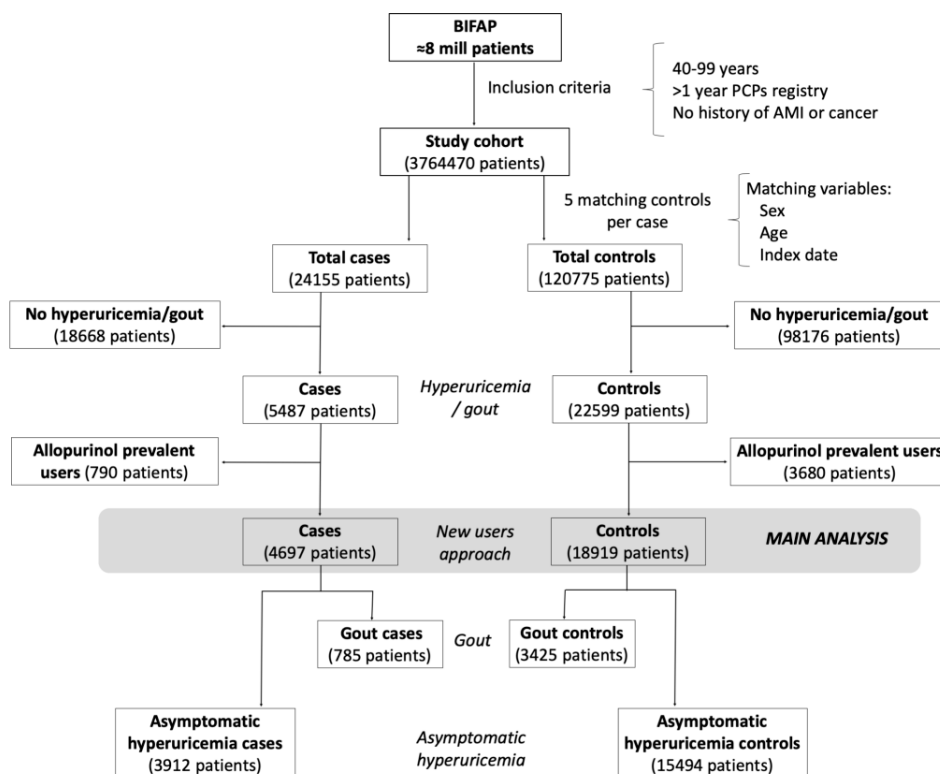 BIFAP
≈8 mill patients
Inclusion criteria
40-99 years
>1 year PCPs registry
No history of AMI or cancer
Study cohort
(3764470 patients)
5 matching controls
per case
Matching variables:
Sex
Age
Index date
Total cases
(24155 patients)
Total controls
(120775 patients)
No hyperuricemia/gout
(18668 patients)
No hyperuricemia/gout
(98176 patients)
Cases
(5487 patients)
Hyperuricemia
/ gout
Controls
(22599 patients)
Allopurinol prevalent
users (790 patients)
Allopurinol prevalent users
(3680 patients)
Cases
(4697 patients)
New users
approach
Controls
(18919 patients)
MAIN ANALYSIS
Gout cases
(785 patients)
Gout
Gout controls
(3425 patients)
Asymptomatic
hyperuricemia cases
(3912 patients)
Asymptomatic
hyperuricemia
Asymptomatic
hyperuricemia controls
(15494 patients)